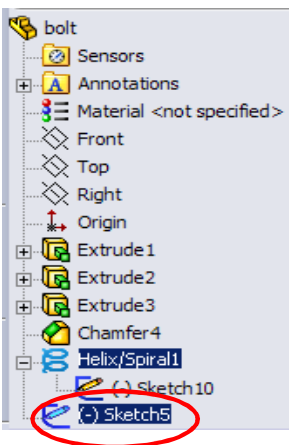 bolt
Sensors
Annotations
Material <not specified>
Front
Top
Right
Origin
Extrude1
Extrude2
Extrude3
Chamfer4
Helix/Spiral1
(-) Sketch10
(-) Sketch5